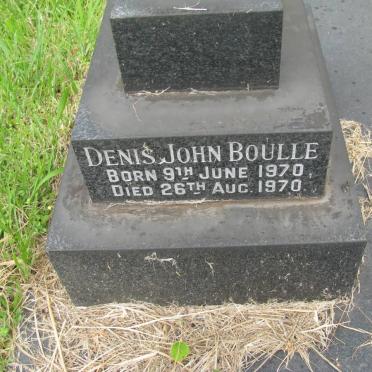 DENIS JOHN BOULLE
BORN 9TH JUNE 1970,
DIED 26TH AUG. 1970